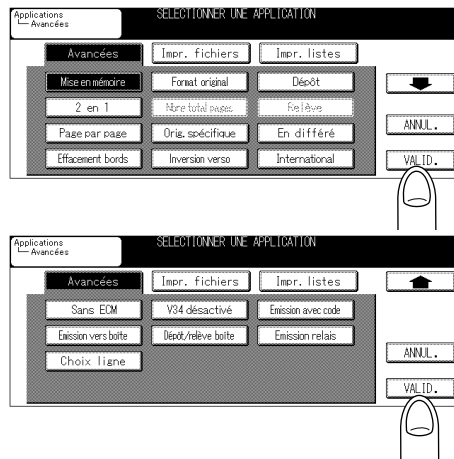 Applications
Avancées
SELECTIONNER UNE APPLICATION
Avancées Impr. fichiers Impr. listes
Mise en mémoire Format original Dépôt
2 en 1 Nbre total pages Relève
ANNUL.
Page par page Orig. spécifique En différé
Effacement bords Inversion verso International
VALID.
Applications
Avancées
SELECTIONNER UNE APPLICATION
Avancées Impr. fichiers Impr. listes
Sans ECM V34 désactivé Emission avec code
Emission vers boîte Dépôt/relève boîte Emission relais
Choix ligne
ANNUL.
VALID.